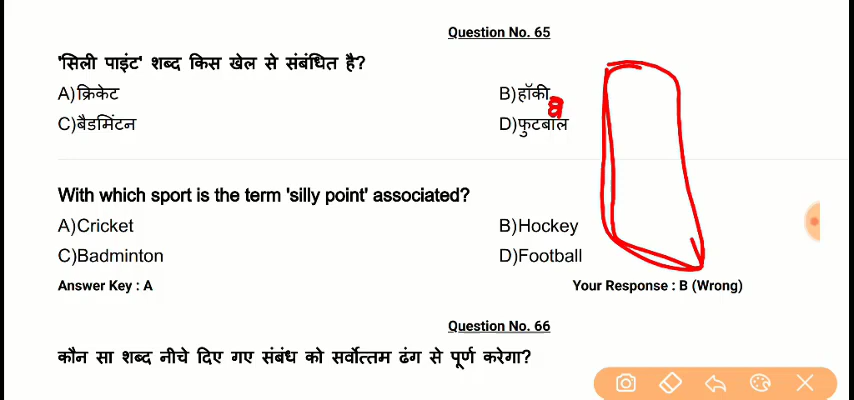 Question No. 65
'सिली पाइंट' शब्द किस खेल से संबंधित है?
A)क्रिकेट B)हॉकी
a
C)बैडमिंटन D)फुटबॉल
With which sport is the term 'silly point' associated?
A)Cricket B)Hockey
C)Badminton D)Football
Answer Key : A Your Response : B (Wrong)
Question No. 66
कौन सा शब्द नीचे दिए गए संबंध को सर्वोत्तम ढंग से पूर्ण करेगा?